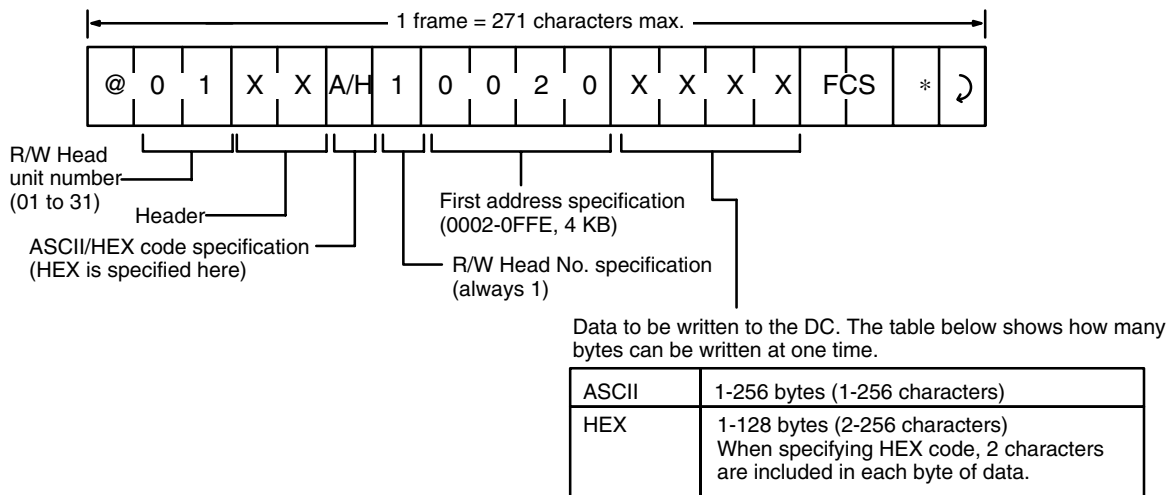 1 frame = 271 characters max.
@ 0 1 X X A/H 1 0 0 2 0 X X X X FCS *
R/W Head
unit number
(01 to 31)
Header
ASCII/HEX code specification
(HEX is specified here)
First address specification
(0002-0FFE, 4 KB)
R/W Head No. specification
(always 1)
Data to be written to the DC. The table below shows how many
bytes can be written at one time.
ASCII 1-256 bytes (1-256 characters)
HEX 1-128 bytes (2-256 characters)
When specifying HEX code, 2 characters
are included in each byte of data.